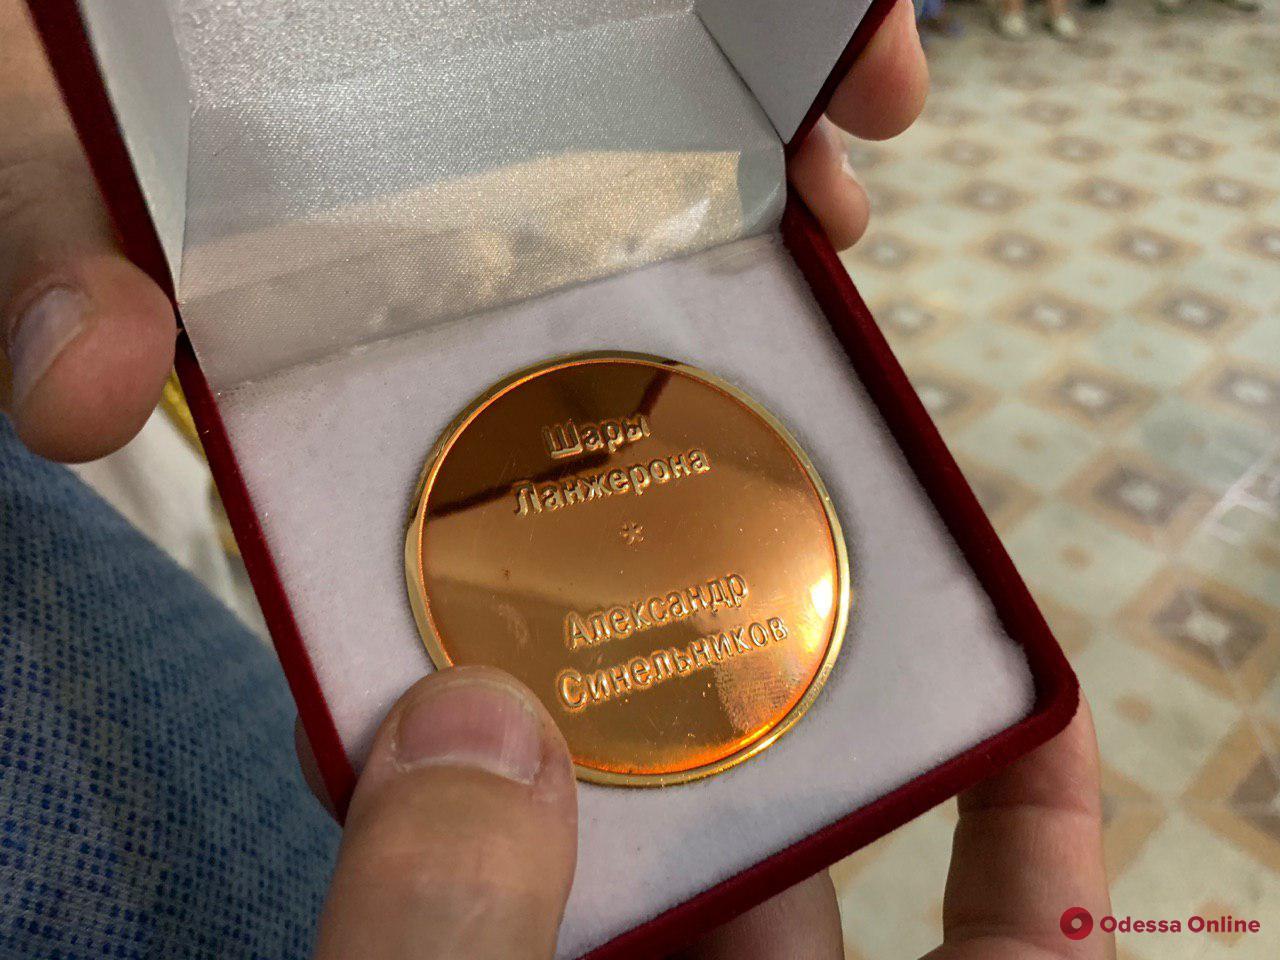 Шары
Ланжерона
*
Александр
Синельников
Odessa Online